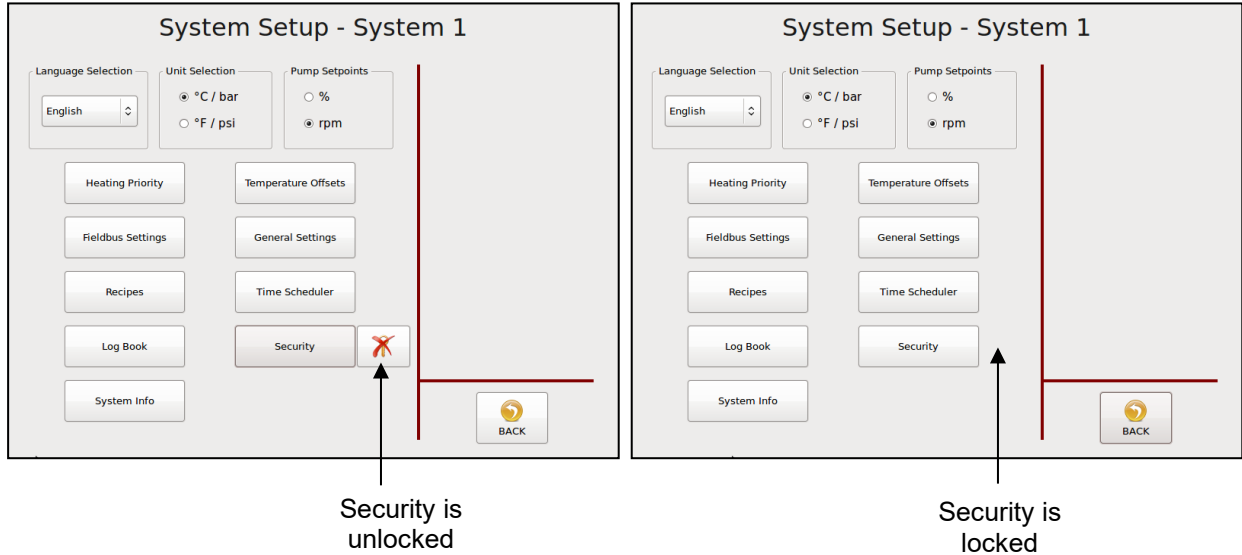 System Setup - System 1
Language Selection
Unit Selection
Pump Setpoints
English
°C / bar
°F / psi
%
rpm
Heating Priority
Temperature Offsets
Fieldbus Settings
General Settings
Recipes
Time Scheduler
Log Book
Security
System Info
BACK
Security is
unlocked
System Setup - System 1
Language Selection
Unit Selection
Pump Setpoints
English
°C / bar
°F / psi
%
rpm
Heating Priority
Temperature Offsets
Fieldbus Settings
General Settings
Recipes
Time Scheduler
Log Book
Security
System Info
BACK
Security is
locked